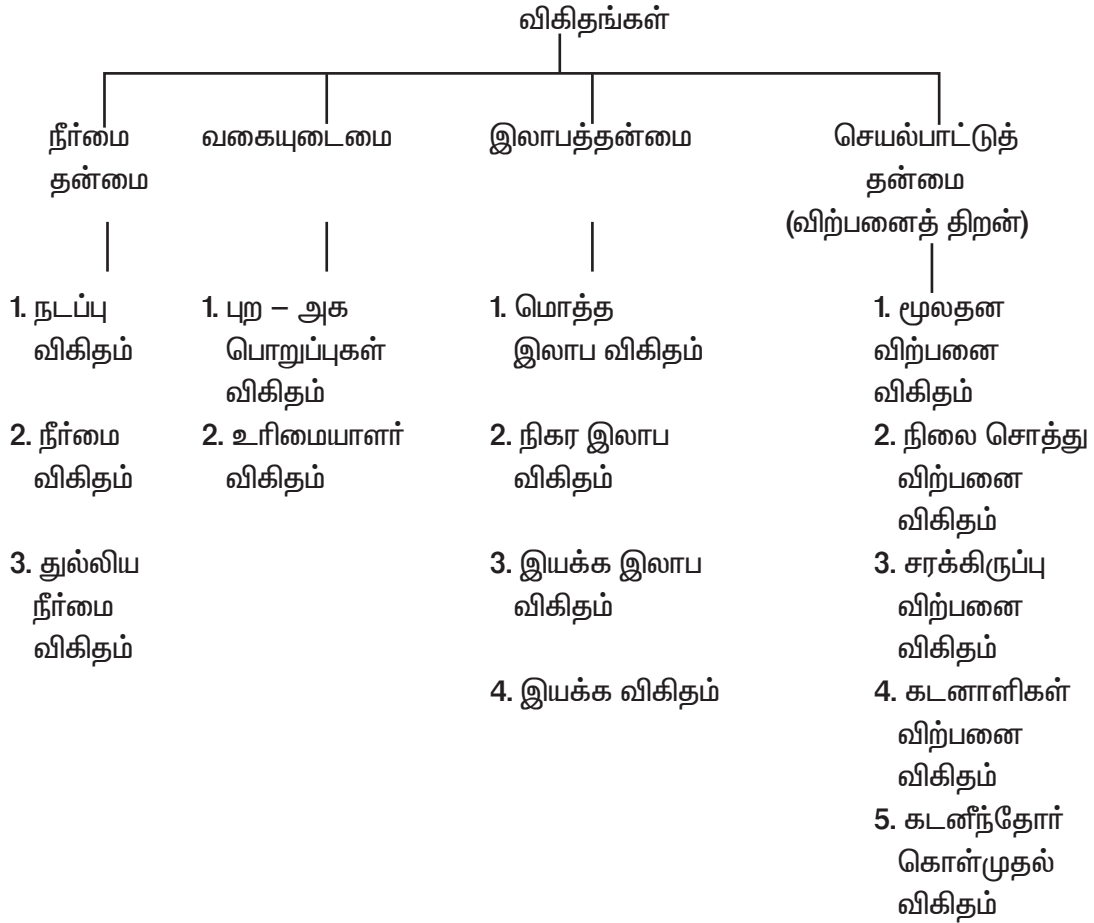 விகிதங்கள்
நீர்மை
தன்மை
வகையுடைமை
இலாபத்தன்மை
செயல்பாட்டுத்
தன்மை
(விற்பனைத் திறன்)
1. நடப்பு
விகிதம்
2. நீர்மை
விகிதம்
3. துல்லிய
நீர்மை
விகிதம்
1. புற – அக
பொறுப்புகள்
விகிதம்
2. உரிமையாளர்
விகிதம்
1. மொத்த
இலாப விகிதம்
2. நிகர இலாப
விகிதம்
3. இயக்க இலாப
விகிதம்
4. இயக்க விகிதம்
1. மூலதன
விற்பனை
விகிதம்
2. நிலை சொத்து
விற்பனை
விகிதம்
3. சரக்கிருப்பு
விற்பனை
விகிதம்
4. கடனாளிகள்
விற்பனை
விகிதம்
5. கடனீந்தோர்
கொள்முதல்
விகிதம்